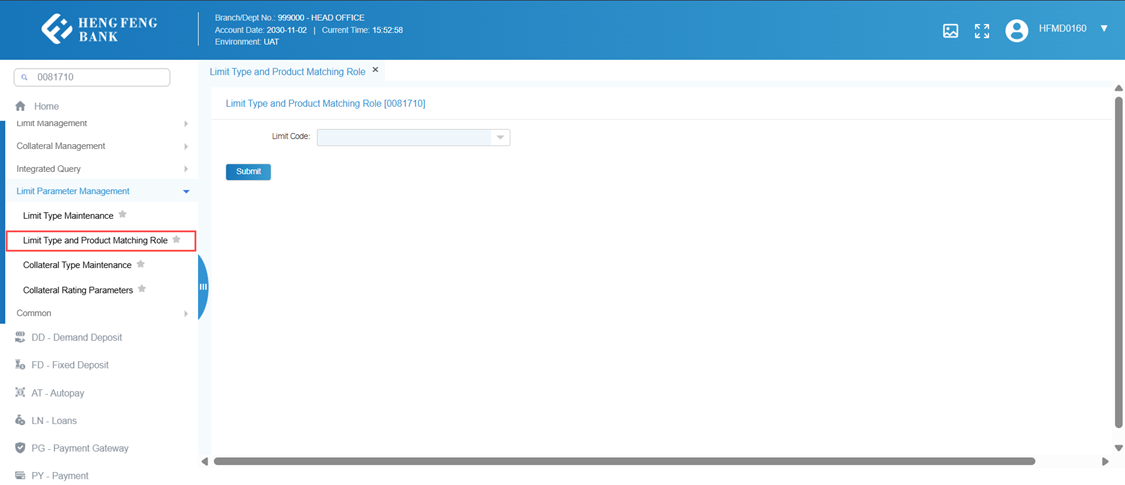 HENG FENG
BANK
Branch/Dept No.: 999000 - HEAD OFFICE
Account Date: 2030-11-02 | Current Time: 15:52:58
Environment: UAT
HFMD0160
0081710
Home
Limit Management
Collateral Management
Integrated Query
Limit Parameter Management
Limit Type Maintenance
Limit Type and Product Matching Role
Collateral Type Maintenance
Collateral Rating Parameters
Common
DD - Demand Deposit
FD - Fixed Deposit
AT - Autopay
LN - Loans
PG - Payment Gateway
PY - Payment
Limit Type and Product Matching Role
Limit Type and Product Matching Role [0081710]
Limit Code:
Submit